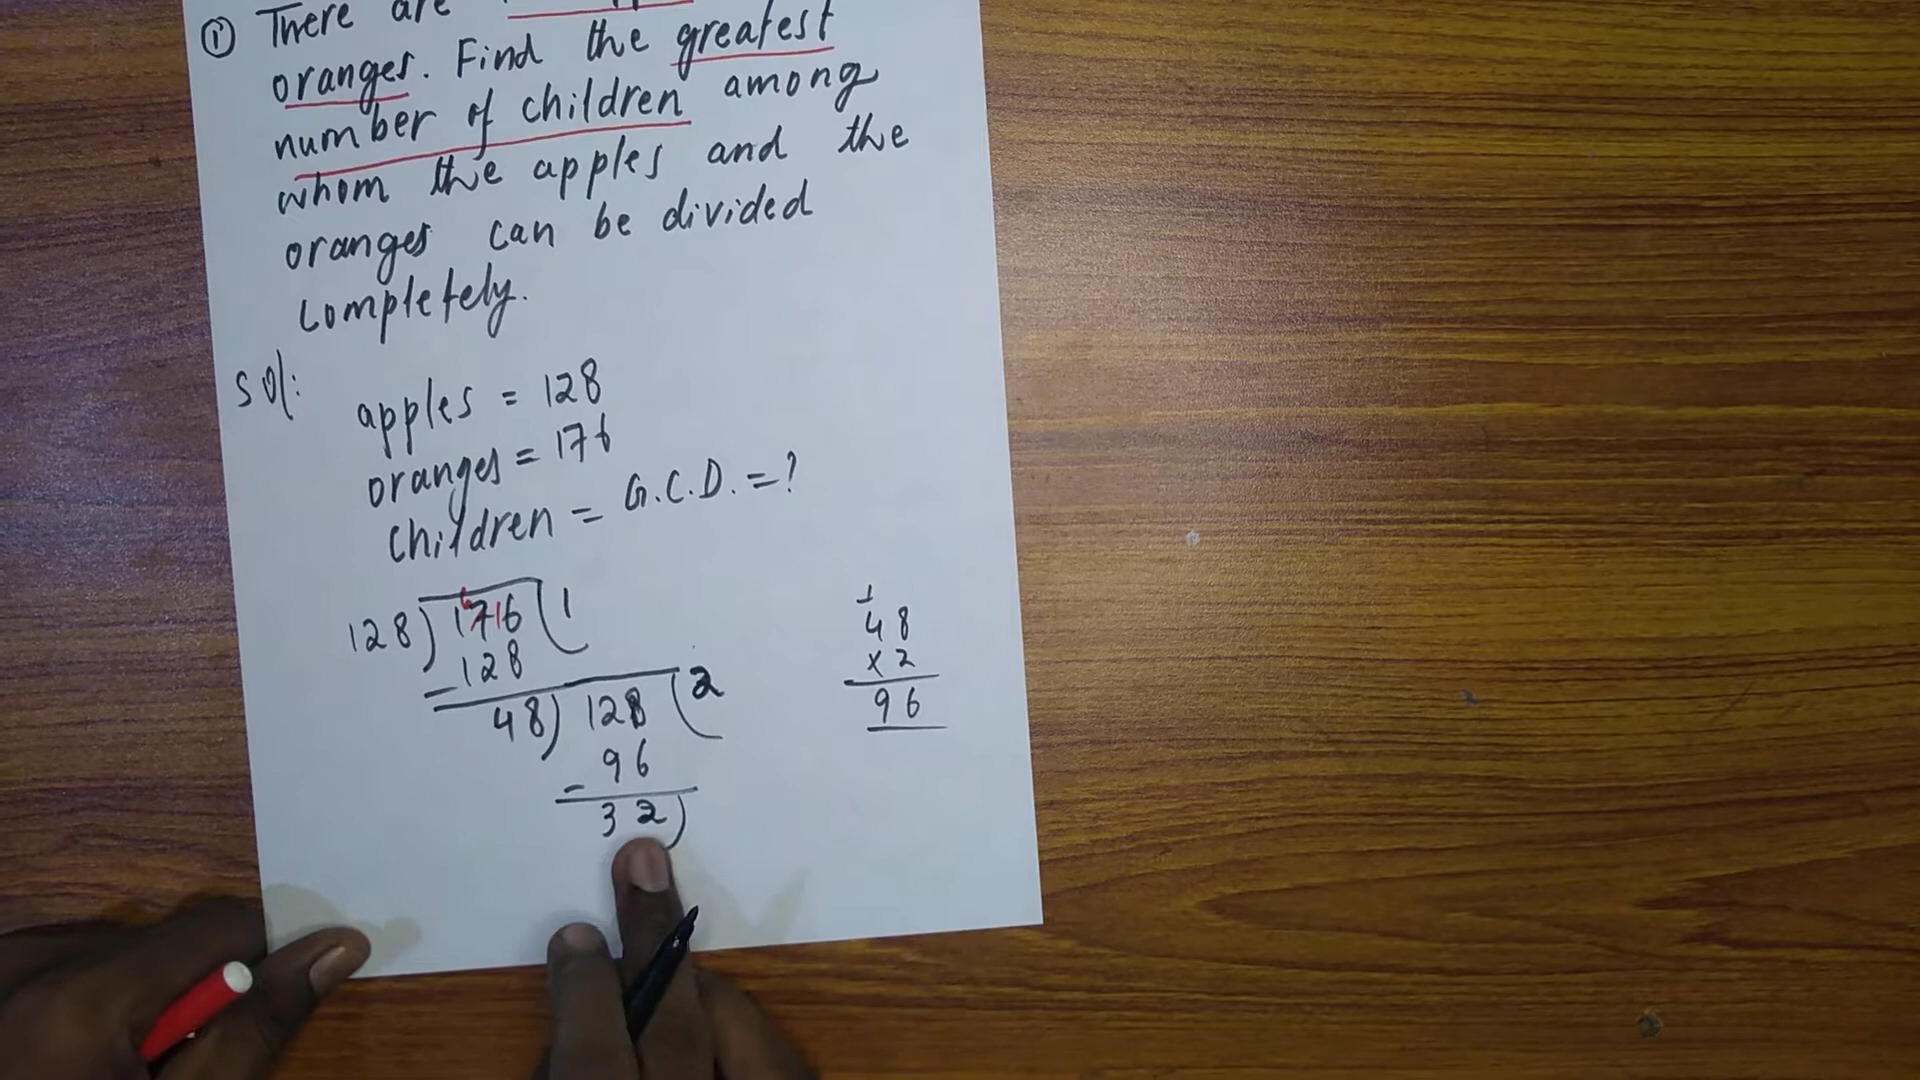 ① There are
oranges. Find the greatest
number of children among
whom the apples and the
oranges can be divided
completely.
Sol:
apples = 128
oranges = 176
children = G.C.D. = ?
128) 176 (1
128
48) 128 (2
- 96
32)
1
48
x 2
96